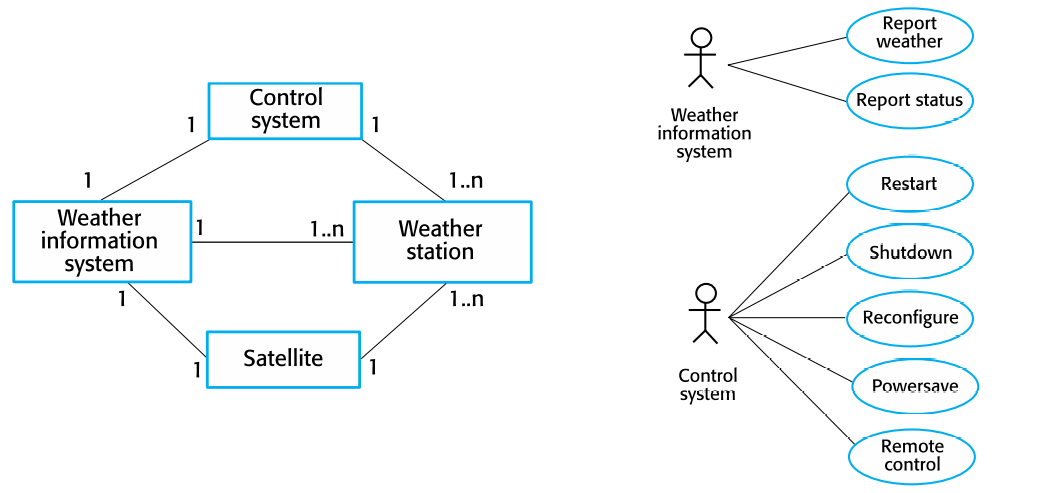 Control
system
1
1
1
1..n
Weather
information
system
1
1..n
Weather
station
1
1..n
Satellite
1
1
Report
weather
Report status
Weather
information
system
Restart
Shutdown
Reconfigure
Powersave
Remote
control
Control
system